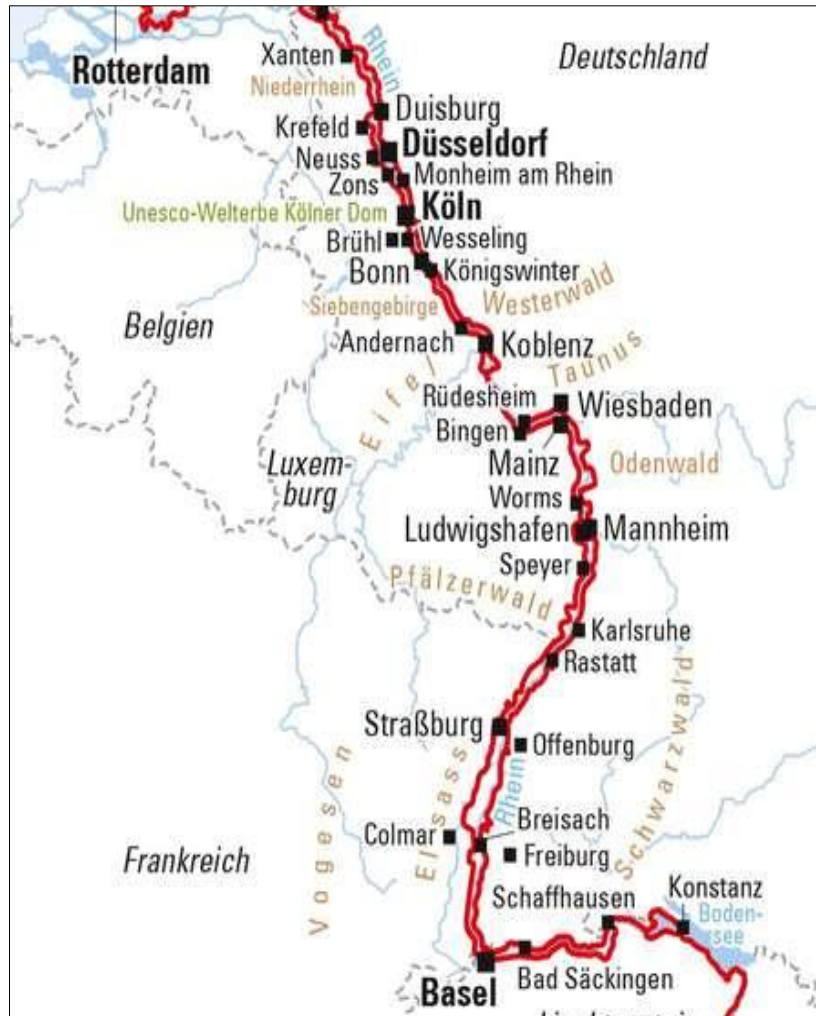 Xanten
Rhein
Deutschland
Rotterdam
Niederrhein
Duisburg
Krefeld
Düsseldorf
Neuss
Monheim am Rhein
Zons
Unesco-Welterbe Kölner Dom
Köln
Brühl
Wesseling
Bonn
Königswinter
Siebengebirge
Westerwald
Belgien
Andernach
Koblenz
Taunus
Eifel
Rüdesheim
Wiesbaden
Bingen
Mainz
Odenwald
Luxem-
burg
Worms
Ludwigshafen
Mannheim
Speyer
Pfälzerwald
Karlsruhe
Rastatt
Schwarzwald
Straßburg
Offenburg
Vogesen
Elsass
Rhein
Breisach
Colmar
Freiburg
Frankreich
Schaffhausen
Konstanz
Boden-
see
Bad Säckingen
Basel